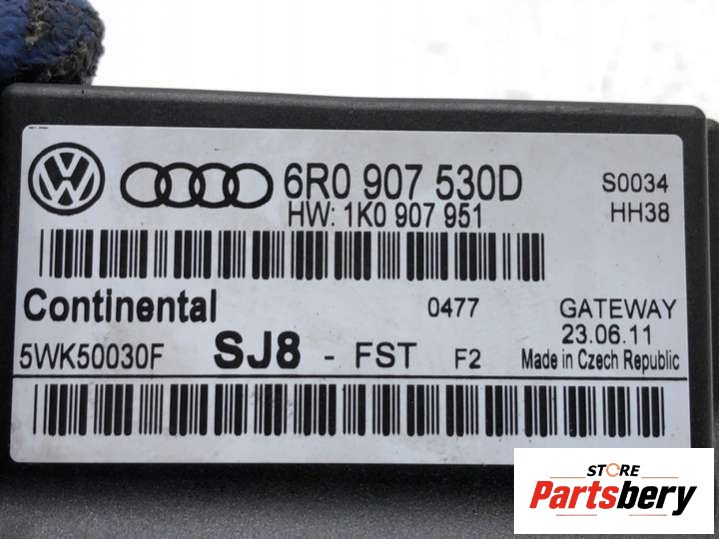 6R0 907 530D S0034
HW: 1K0 907 951 HH38
Continental 0477 GATEWAY
23.06.11
5WK50030F SJ8 - FST F2 Made in Czech Republic
STORE
Partsbery